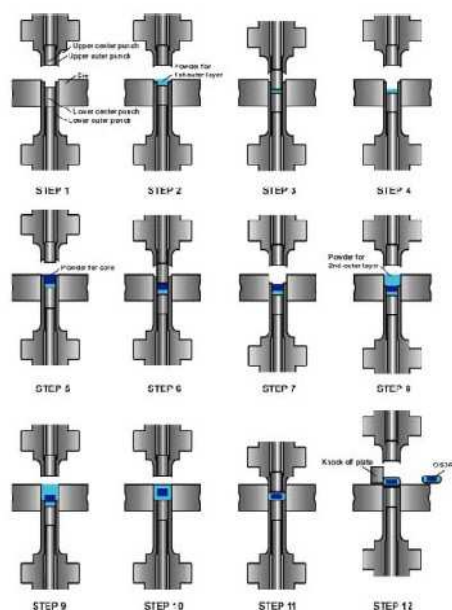 Upper center punch
Upper outer punch
Die
Lower center punch
Lower outer punch
STEP 1
Powder for
1st-outer layer
STEP 2
STEP 3
STEP 4
Powder for core
STEP 5
STEP 6
STEP 7
Powder for
2nd-outer layer
STEP 8
STEP 9
STEP 10
STEP 11
Knock-off plate
STEP 12